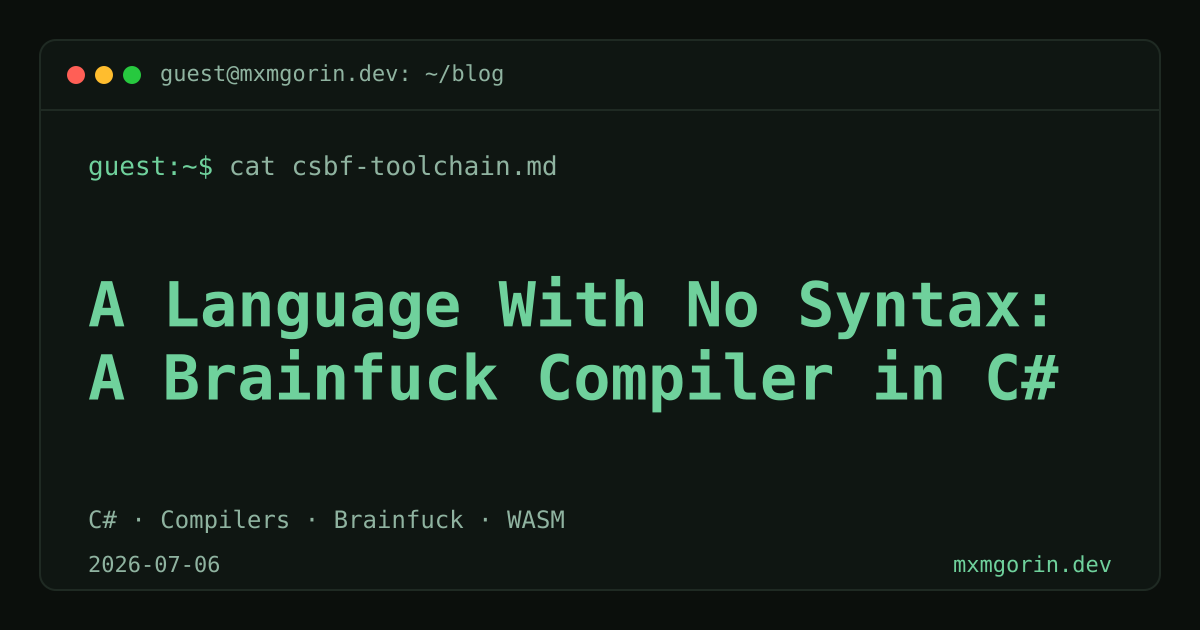 guest@mxmgorin.dev: ~/blog
guest:~$ cat csbf-toolchain.md
A Language With No Syntax:
A Brainfuck Compiler in C#
C# · Compilers · Brainfuck · WASM
2026-07-06
mxmgorin.dev